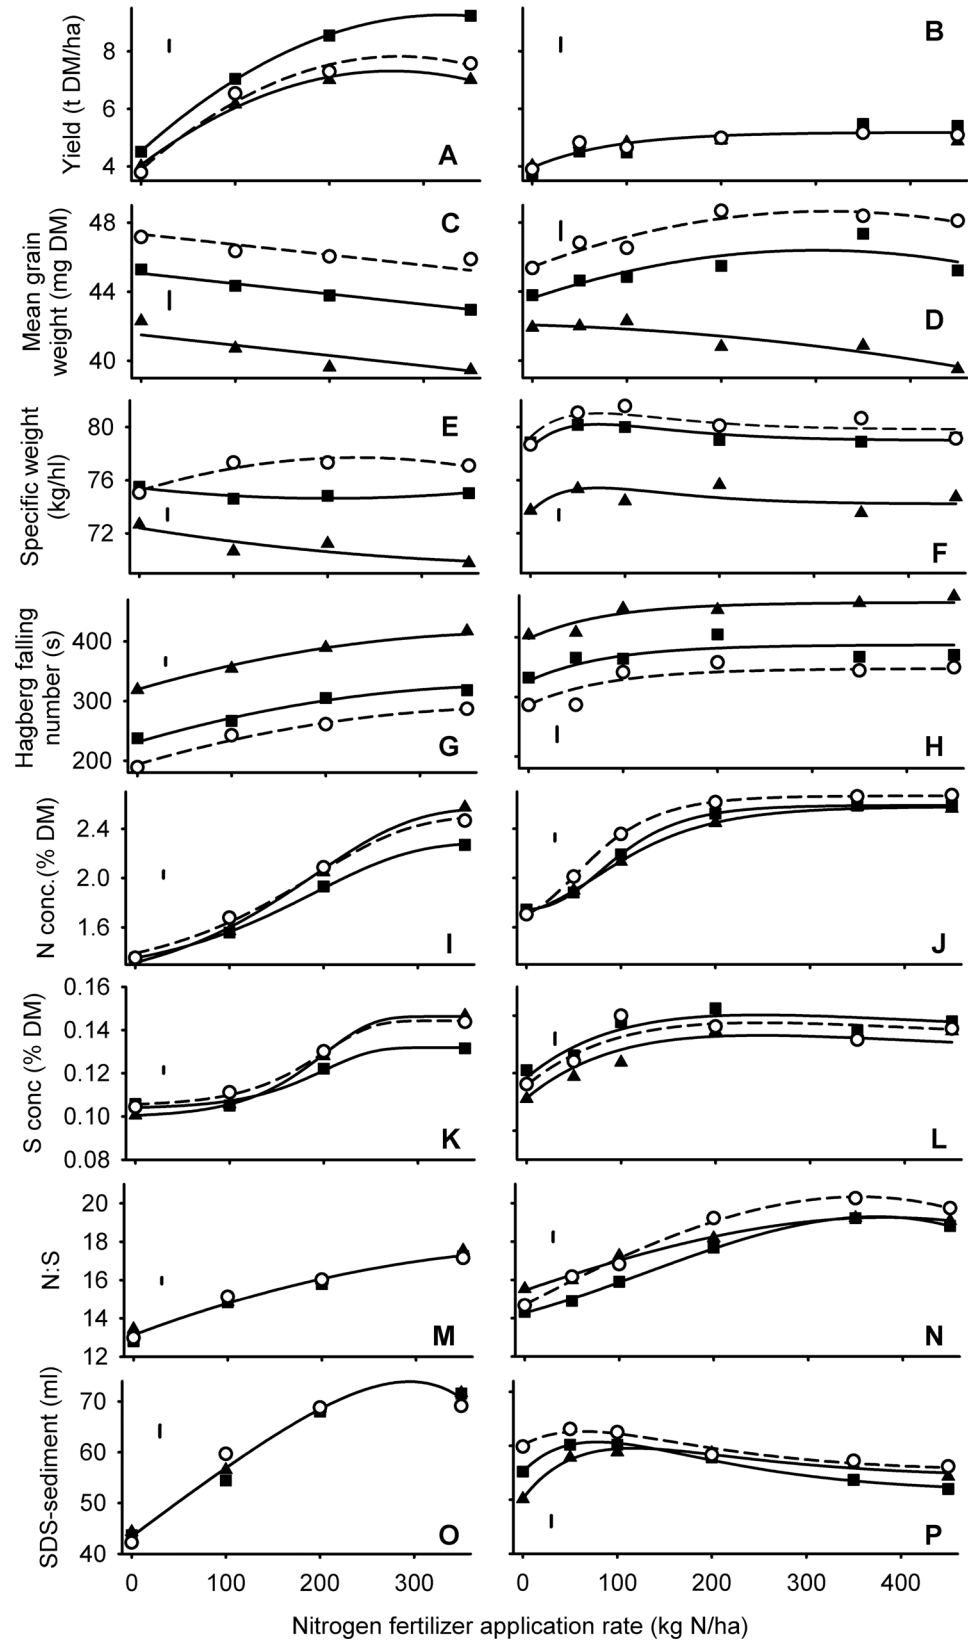 Yield (t DM/ha)
8
6
4
A
B
Mean grain
weight (mg DM)
48
44
40
C
D
Specific weight
(kg/hl)
80
76
72
E
F
Hagberg falling
number (s)
400
300
200
G
H
N conc.(% DM)
2.4
2.0
1.6
I
J
S conc (% DM)
0.16
0.14
0.12
0.10
0.08
K
L
N:S
20
18
16
14
12
M
N
SDS-sediment (ml)
70
60
50
40
O
P
0 100 200 300 0 100 200 300 400
Nitrogen fertilizer application rate (kg N/ha)